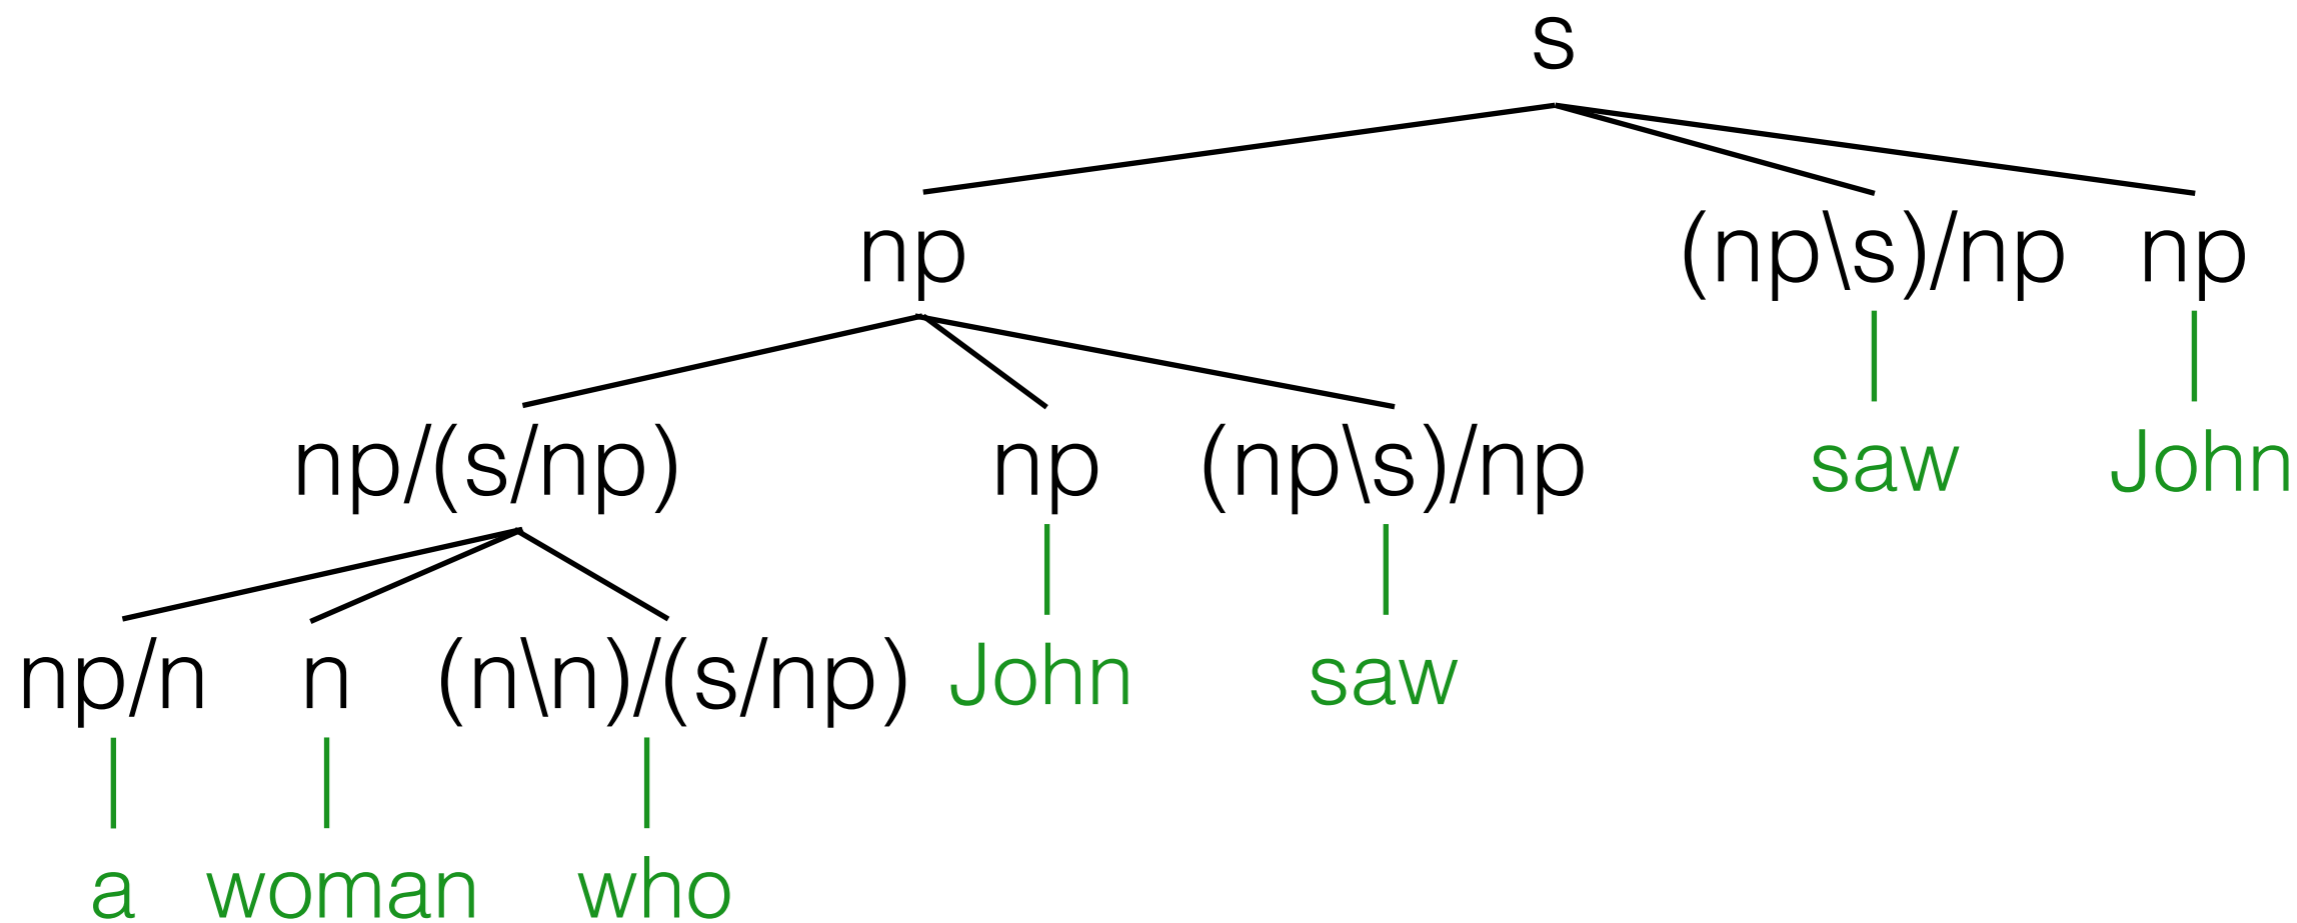 s
np (np\s)/np np
np/(s/np) np (np\s)/np saw John
np/n n (n\n)/(s/np) John saw
a woman who